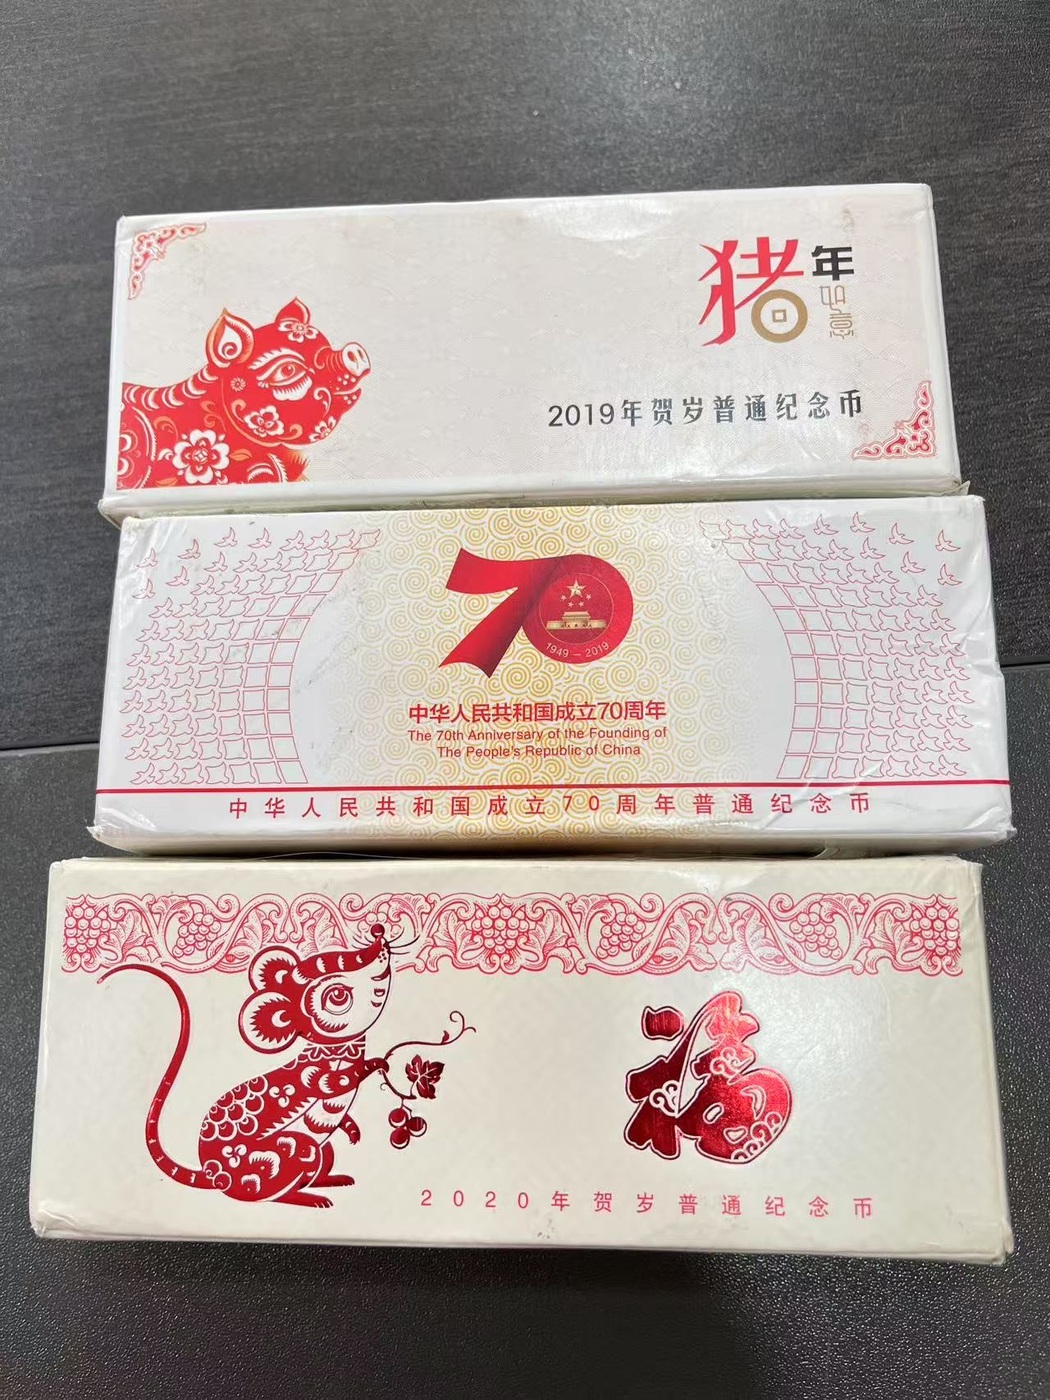 猪年
如意
2019年贺岁普通纪念币
70
1949-2019
中华人民共和国成立70周年
The 70th Anniversary of the Founding of
The People's Republic of China
中华人民共和国成立70周年普通纪念币
福
2020年贺岁普通纪念币